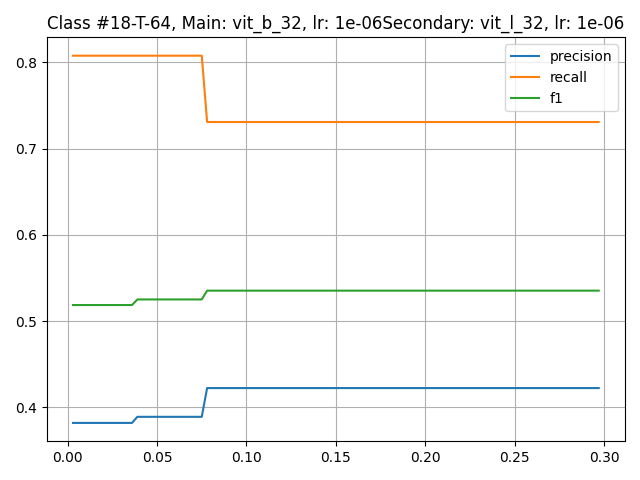 Class #18-T-64, Main: vit_b_32, lr: 1e-06Secondary: vit_l_32, lr: 1e-06
precision
recall
f1
0.8
0.7
0.6
0.5
0.4
0.00 0.05 0.10 0.15 0.20 0.25 0.30